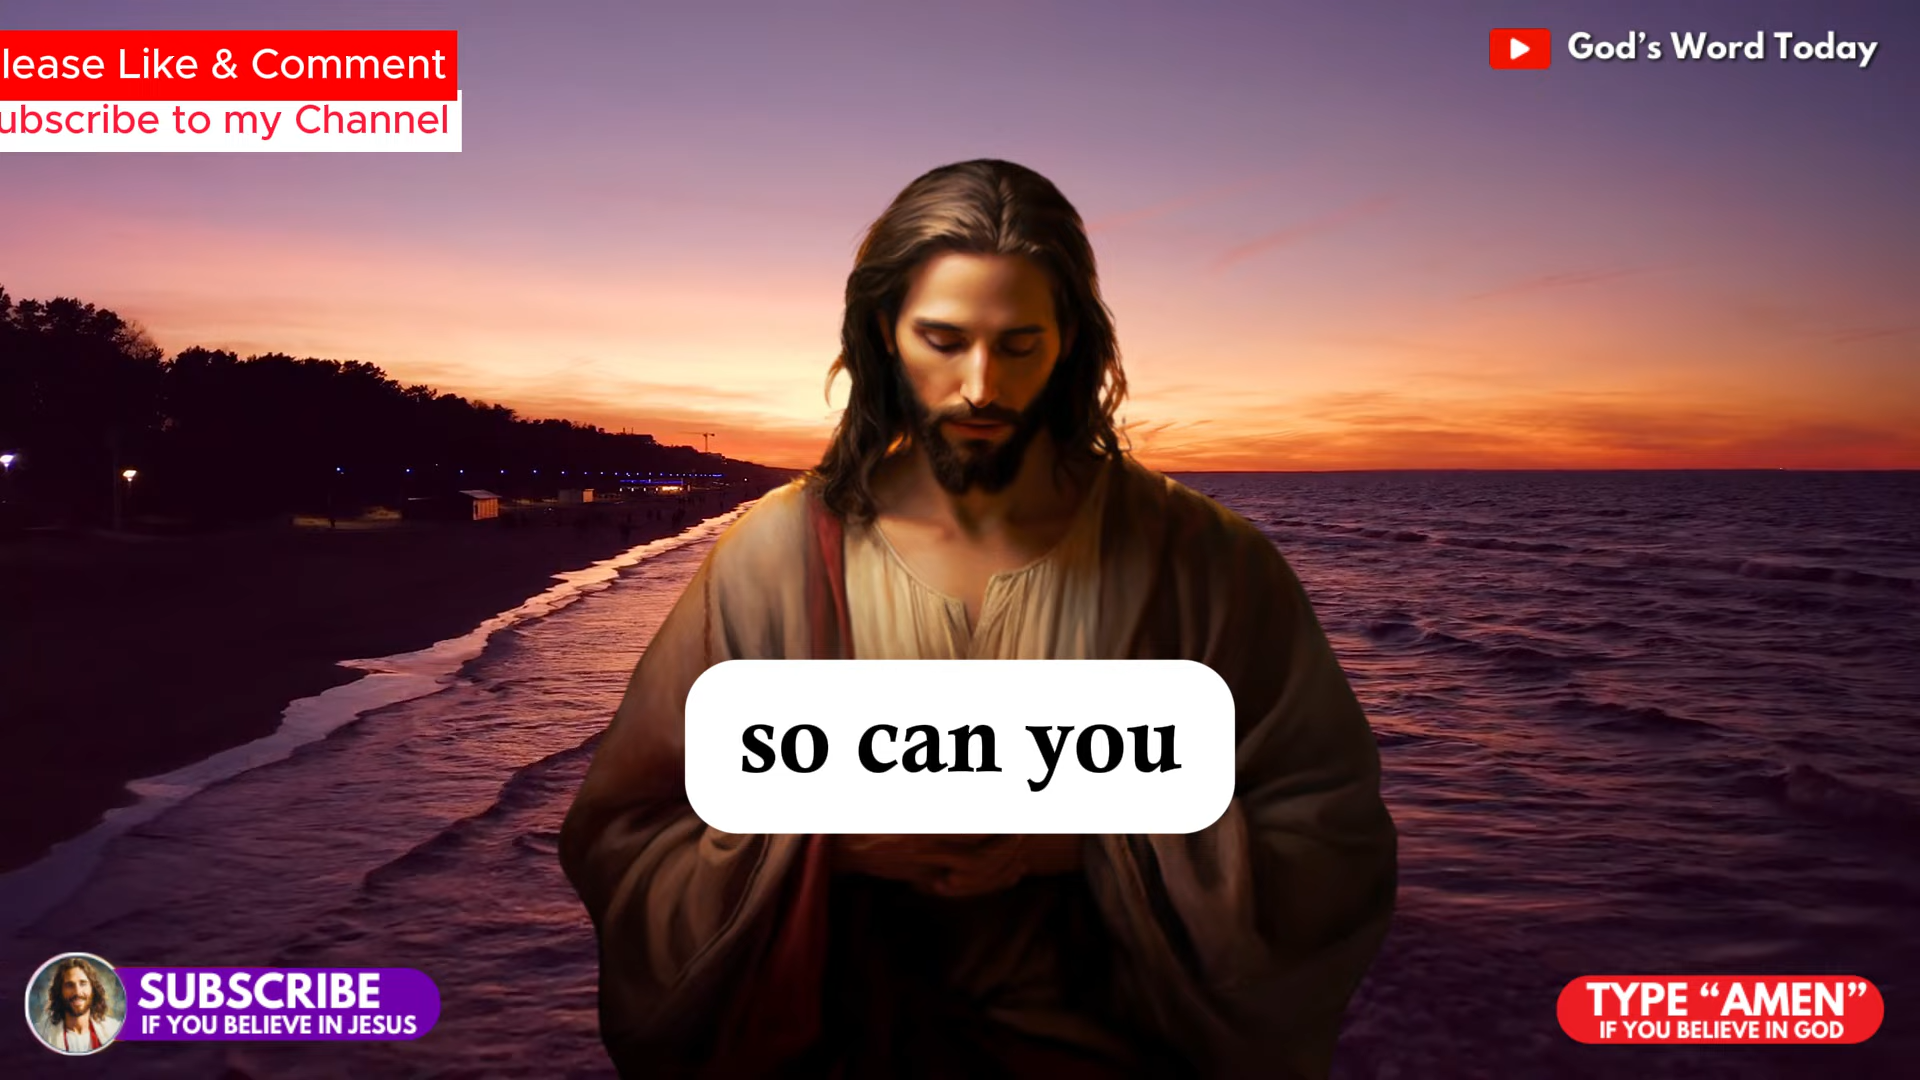 lease Like & Comment
ubscribe to my Channel
God's Word Today
so can you
SUBSCRIBE
IF YOU BELIEVE IN JESUS
TYPE “AMEN”
IF YOU BELIEVE IN GOD